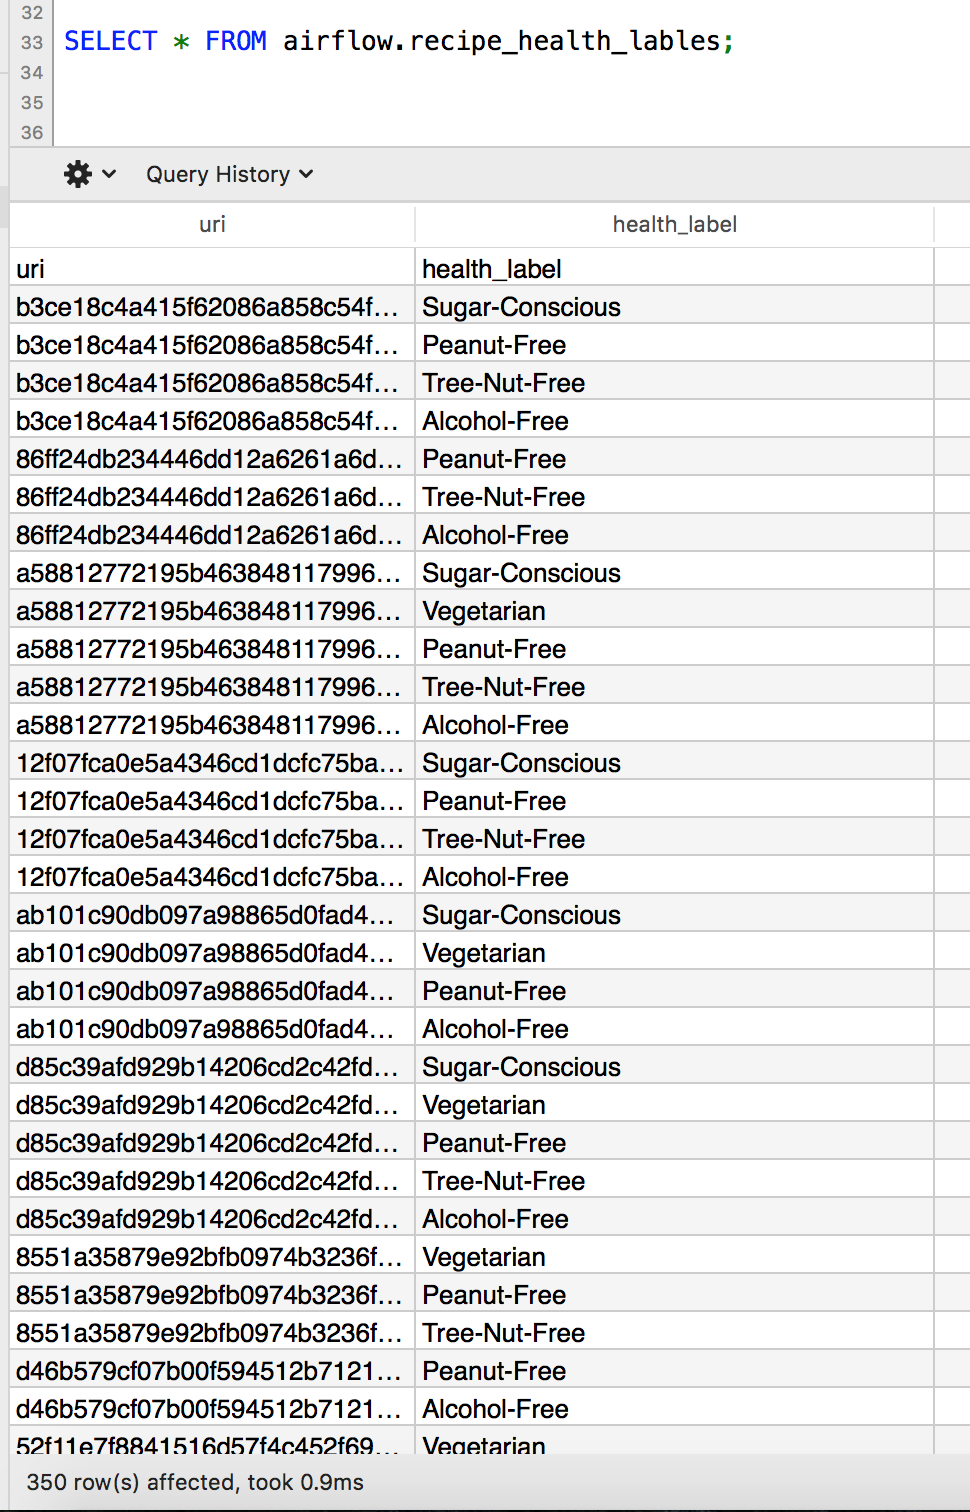 32
33 SELECT * FROM airflow.recipe_health_lables;
34
35
36
Query History
uri health_label
uri health_label
b3ce18c4a415f62086a858c54f... Sugar-Conscious
b3ce18c4a415f62086a858c54f... Peanut-Free
b3ce18c4a415f62086a858c54f... Tree-Nut-Free
b3ce18c4a415f62086a858c54f... Alcohol-Free
86ff24db234446dd12a6261a6d... Peanut-Free
86ff24db234446dd12a6261a6d... Tree-Nut-Free
86ff24db234446dd12a6261a6d... Alcohol-Free
a58812772195b463848117996... Sugar-Conscious
a58812772195b463848117996... Vegetarian
a58812772195b463848117996... Peanut-Free
a58812772195b463848117996... Tree-Nut-Free
a58812772195b463848117996... Alcohol-Free
12f07fca0e5a4346cd1dcfc75ba... Sugar-Conscious
12f07fca0e5a4346cd1dcfc75ba... Peanut-Free
12f07fca0e5a4346cd1dcfc75ba... Tree-Nut-Free
12f07fca0e5a4346cd1dcfc75ba... Alcohol-Free
ab101c90db097a98865d0fad4... Sugar-Conscious
ab101c90db097a98865d0fad4... Vegetarian
ab101c90db097a98865d0fad4... Peanut-Free
ab101c90db097a98865d0fad4... Alcohol-Free
d85c39afd929b14206cd2c42fd... Sugar-Conscious
d85c39afd929b14206cd2c42fd... Vegetarian
d85c39afd929b14206cd2c42fd... Peanut-Free
d85c39afd929b14206cd2c42fd... Tree-Nut-Free
d85c39afd929b14206cd2c42fd... Alcohol-Free
8551a35879e92bfb0974b3236f... Vegetarian
8551a35879e92bfb0974b3236f... Peanut-Free
8551a35879e92bfb0974b3236f... Tree-Nut-Free
d46b579cf07b00f594512b7121... Peanut-Free
d46b579cf07b00f594512b7121... Alcohol-Free
52f11e7f8841516d57f4c452f69... Vegetarian
350 row(s) affected, took 0.9ms